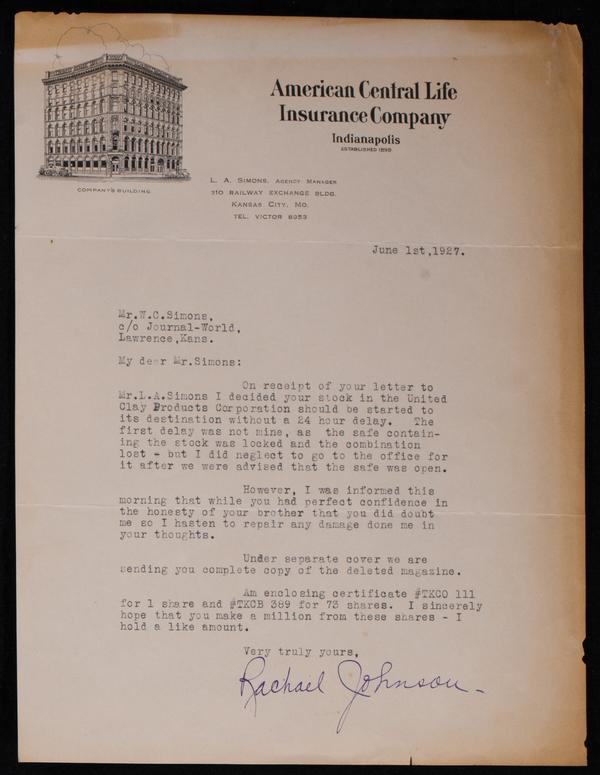 American Central Life
Insurance Company
Indianapolis
ESTABLISHED 1899
COMPANY'S BUILDING
L. A. SIMONS, AGENCY MANAGER
310 RAILWAY EXCHANGE BLDG.
KANSAS CITY, MO.
TEL. VICTOR 8953
June 1st,1927.
Mr.W.C.Simons,
c/o Journal-World,
Lawrence,Kans.
My dear Mr.Simons:
On receipt of your letter to
Mr.L.A.Simons I decided your stock in the United
Clay Products Corporation should be started to
its destination without a 24 hour delay. The
first delay was not mine, as the safe contain-
ing the stock was locked and the combination
lost - but I did neglect to go to the office for
it after we were advised that the safe was open.
However, I was informed this
morning that while you had perfect confidence in
the honesty of your brother that you did doubt
me so I hasten to repair any damage done me in
your thoughts.
Under separate cover we are
sending you complete copy of the deleted magazine.
Am enclosing certificate #TKCO 111
for 1 share and #TKCB 389 for 73 shares. I sincerely
hope that you make a million from these shares - I
hold a like amount.
Very truly yours,
Rachael Johnson-